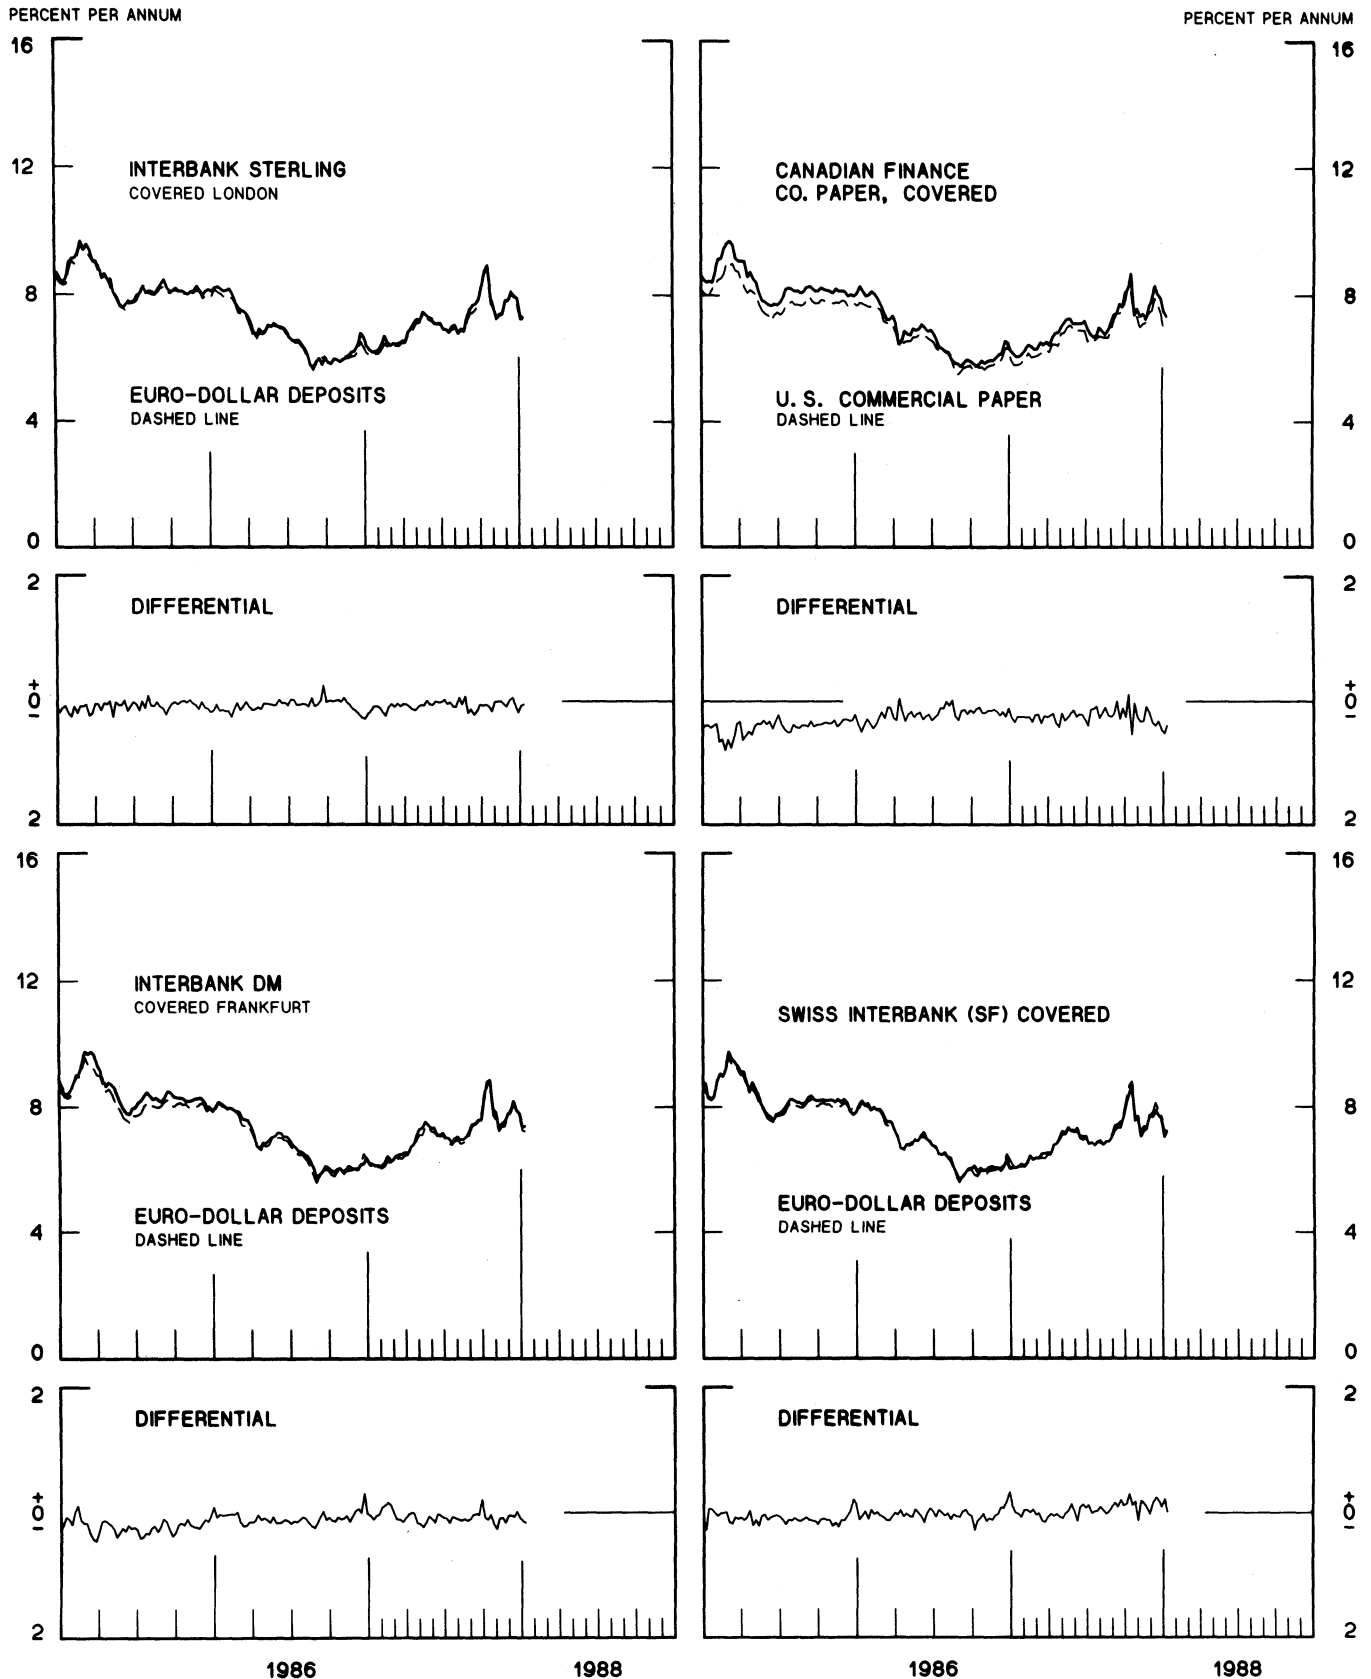 PERCENT PER ANNUM
PERCENT PER ANNUM
16
12
INTERBANK STERLING
COVERED LONDON
8
EURO-DOLLAR DEPOSITS
DASHED LINE
4
0
16
12
CANADIAN FINANCE
CO. PAPER, COVERED
8
U. S. COMMERCIAL PAPER
DASHED LINE
4
0
2
DIFFERENTIAL
+
0
−
2
2
DIFFERENTIAL
+
0
−
2
16
12
INTERBANK DM
COVERED FRANKFURT
8
EURO-DOLLAR DEPOSITS
DASHED LINE
4
0
16
12
SWISS INTERBANK (SF) COVERED
8
EURO-DOLLAR DEPOSITS
DASHED LINE
4
0
2
DIFFERENTIAL
+
0
−
2
1986
1988
2
DIFFERENTIAL
+
0
−
2
1986
1988